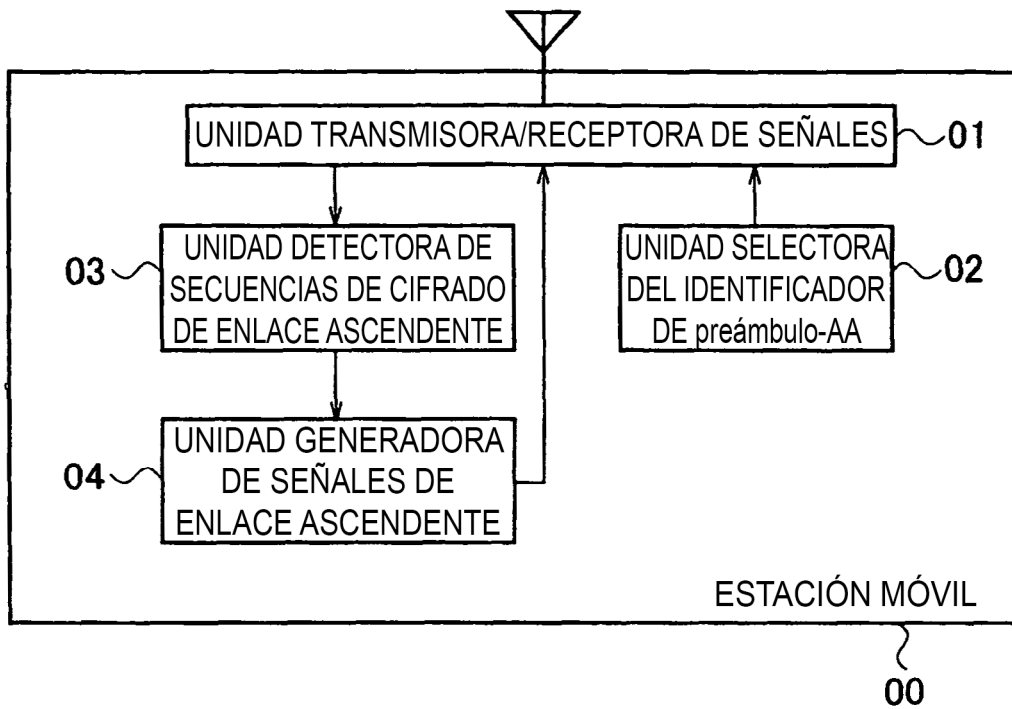 UNIDAD TRANSMISORA/RECEPTORA DE SEÑALES
01
UNIDAD DETECTORA DE
SECUENCIAS DE CIFRADO
DE ENLACE ASCENDENTE
03
UNIDAD SELECTORA
DEL IDENTIFICADOR
DE preámbulo-AA
02
UNIDAD GENERADORA
DE SEÑALES DE
ENLACE ASCENDENTE
04
ESTACIÓN MÓVIL
00